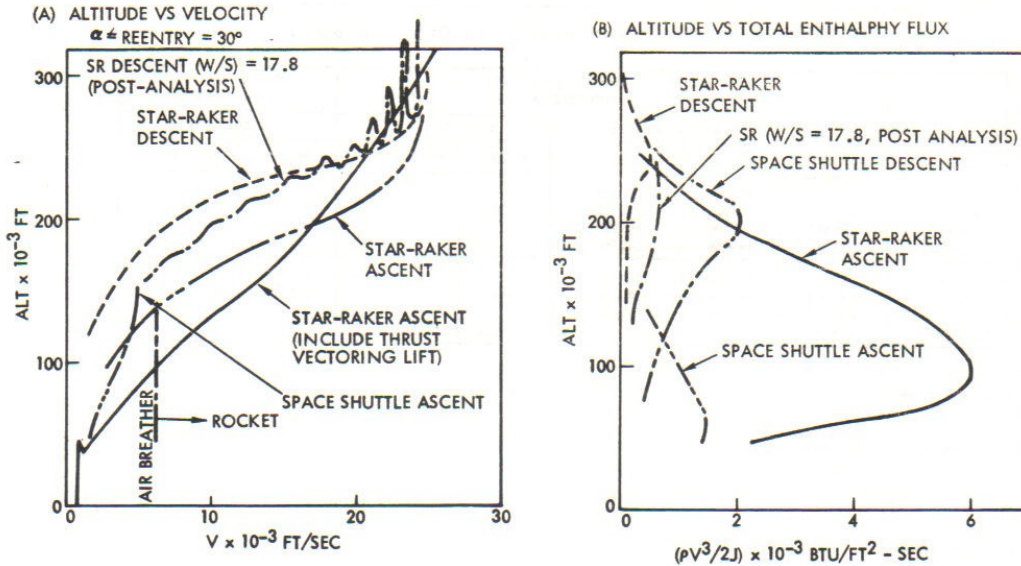 (A) ALTITUDE VS VELOCITY
α ≰ REENTRY = 30°
SR DESCENT (W/S) = 17.8
(POST-ANALYSIS)
STAR-RAKER
DESCENT
300
200
100
0
ALT x 10⁻³ FT
STAR-RAKER
ASCENT
STAR-RAKER ASCENT
(INCLUDE THRUST
VECTORING LIFT)
SPACE SHUTTLE ASCENT
AIR BREATHER
ROCKET
0
10
20
30
V x 10⁻³ FT/SEC
(B) ALTITUDE VS TOTAL ENTHALPHY FLUX
STAR-RAKER
DESCENT
SR (W/S = 17.8, POST ANALYSIS)
SPACE SHUTTLE DESCENT
STAR-RAKER
ASCENT
SPACE SHUTTLE ASCENT
300
200
100
0
ALT x 10⁻³ FT
0
2
4
6
(ρV³/2J) x 10⁻³ BTU/FT² - SEC